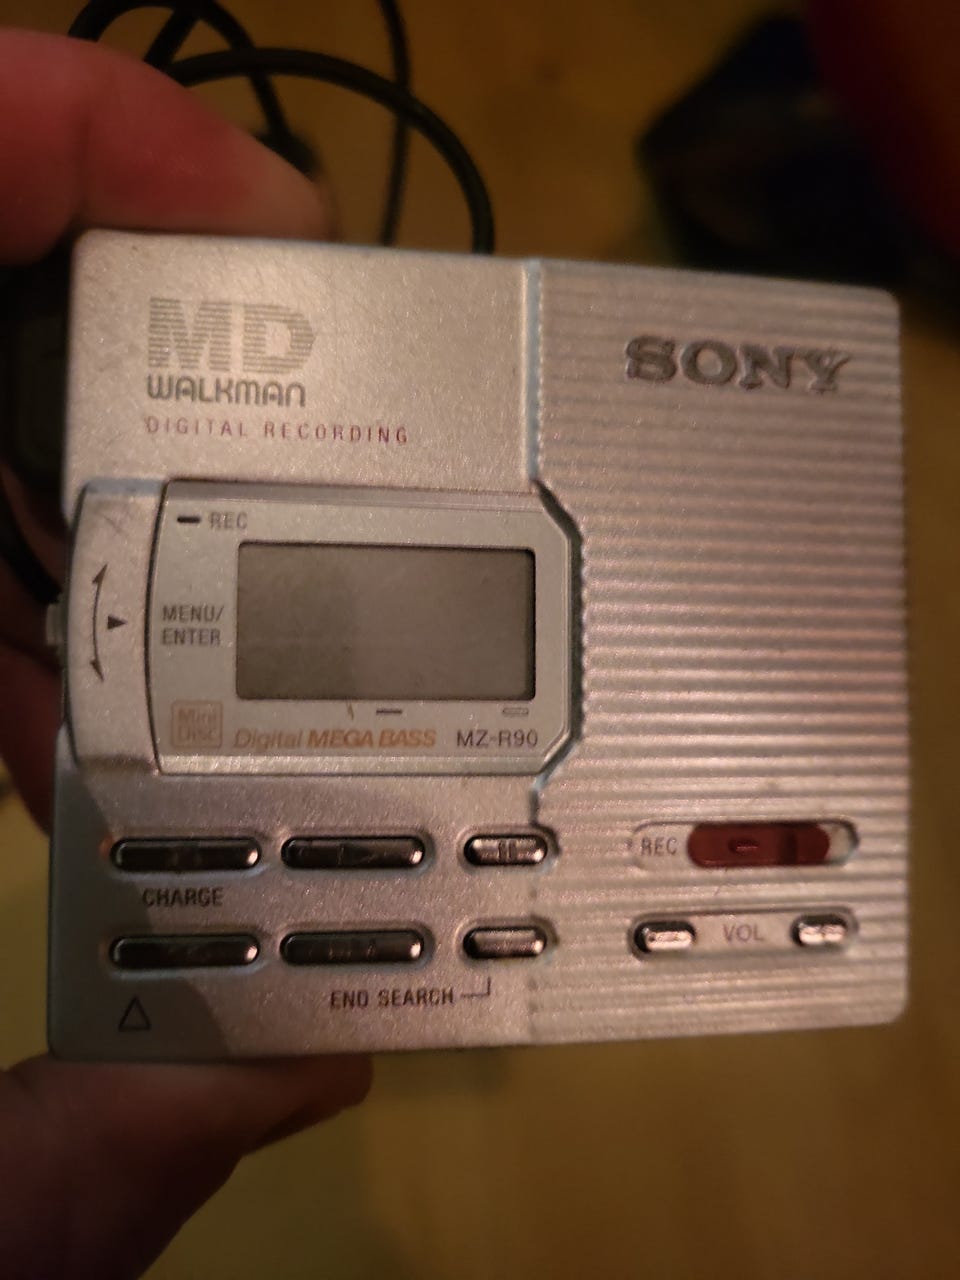 MD
WALKMAN
DIGITAL RECORDING
SONY
REC
MENU/
ENTER
Mini
Disc
Digital MEGA BASS
MZ-R90
REC
CHARGE
VOL
END SEARCH